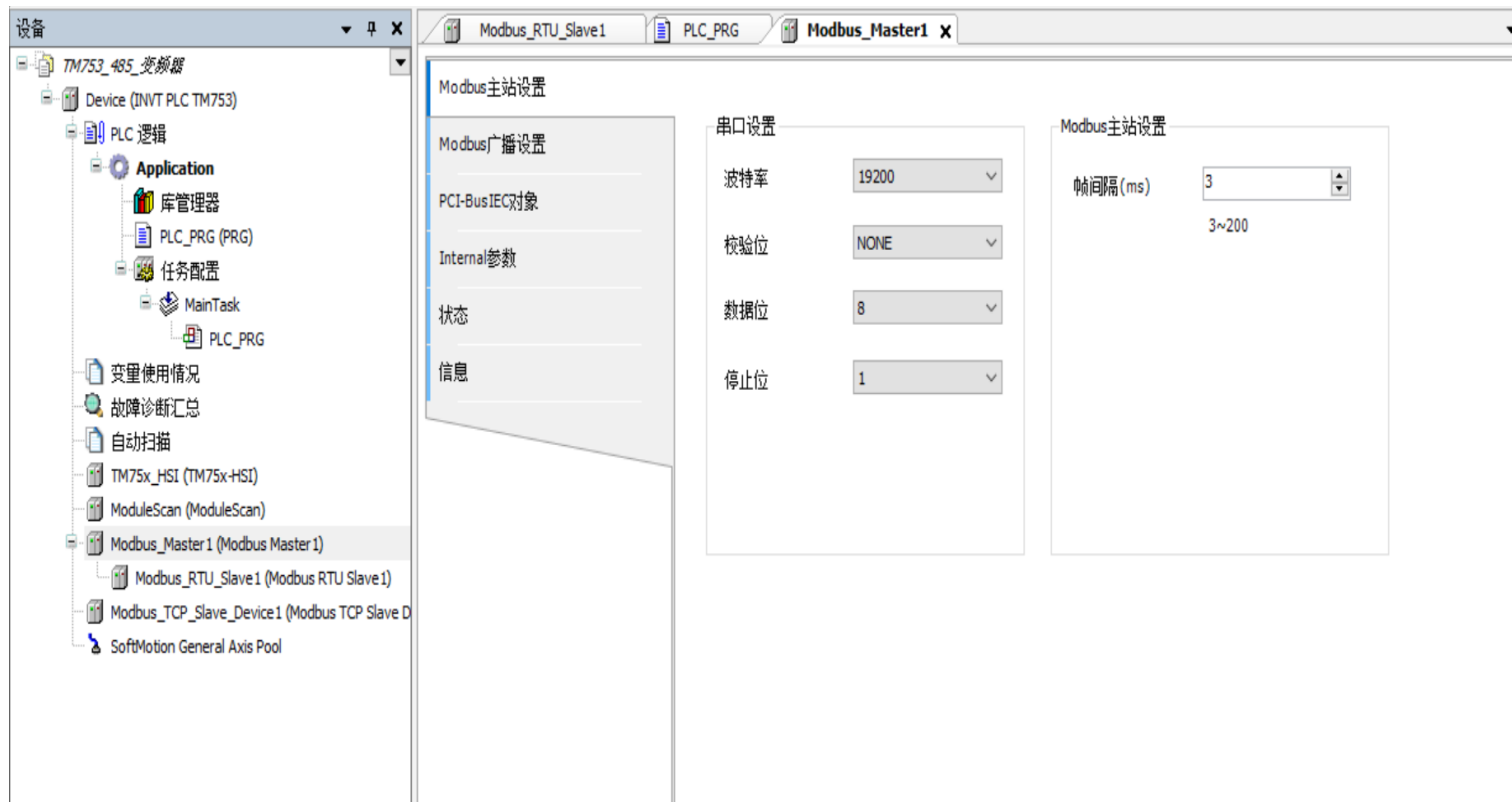 设备
TM753_485_变频器
Device (INVT PLC TM753)
PLC 逻辑
Application
库管理器
PLC_PRG (PRG)
任务配置
MainTask
PLC_PRG
变量使用情况
故障诊断汇总
自动扫描
TM75x_HSI (TM75x-HSI)
ModuleScan (ModuleScan)
Modbus_Master1 (Modbus Master1)
Modbus_RTU_Slave1 (Modbus RTU Slave1)
Modbus_TCP_Slave_Device1 (Modbus TCP Slave D
SoftMotion General Axis Pool
Modbus_RTU_Slave1 PLC_PRG Modbus_Master1
Modbus主站设置
Modbus广播设置
PCI-BusIEC对象
Internal参数
状态
信息
串口设置
波特率 19200
校验位 NONE
数据位 8
停止位 1
Modbus主站设置
帧间隔(ms) 3
3~200